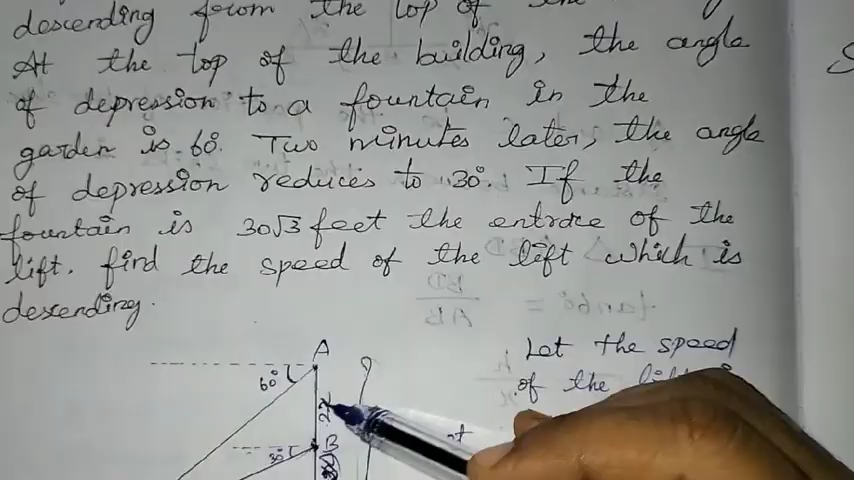 descending from the top of the
At the top of the building, the angle
of depression to a fountain in the
garden is 60°. Two minutes later, the angle
of depression reduces to 30°. If the
fountain is 30√3 feet the entrace of the
lift. find the speed of the lift which is
descending.
A
Let the speed
60°
of the
2x
B
30°